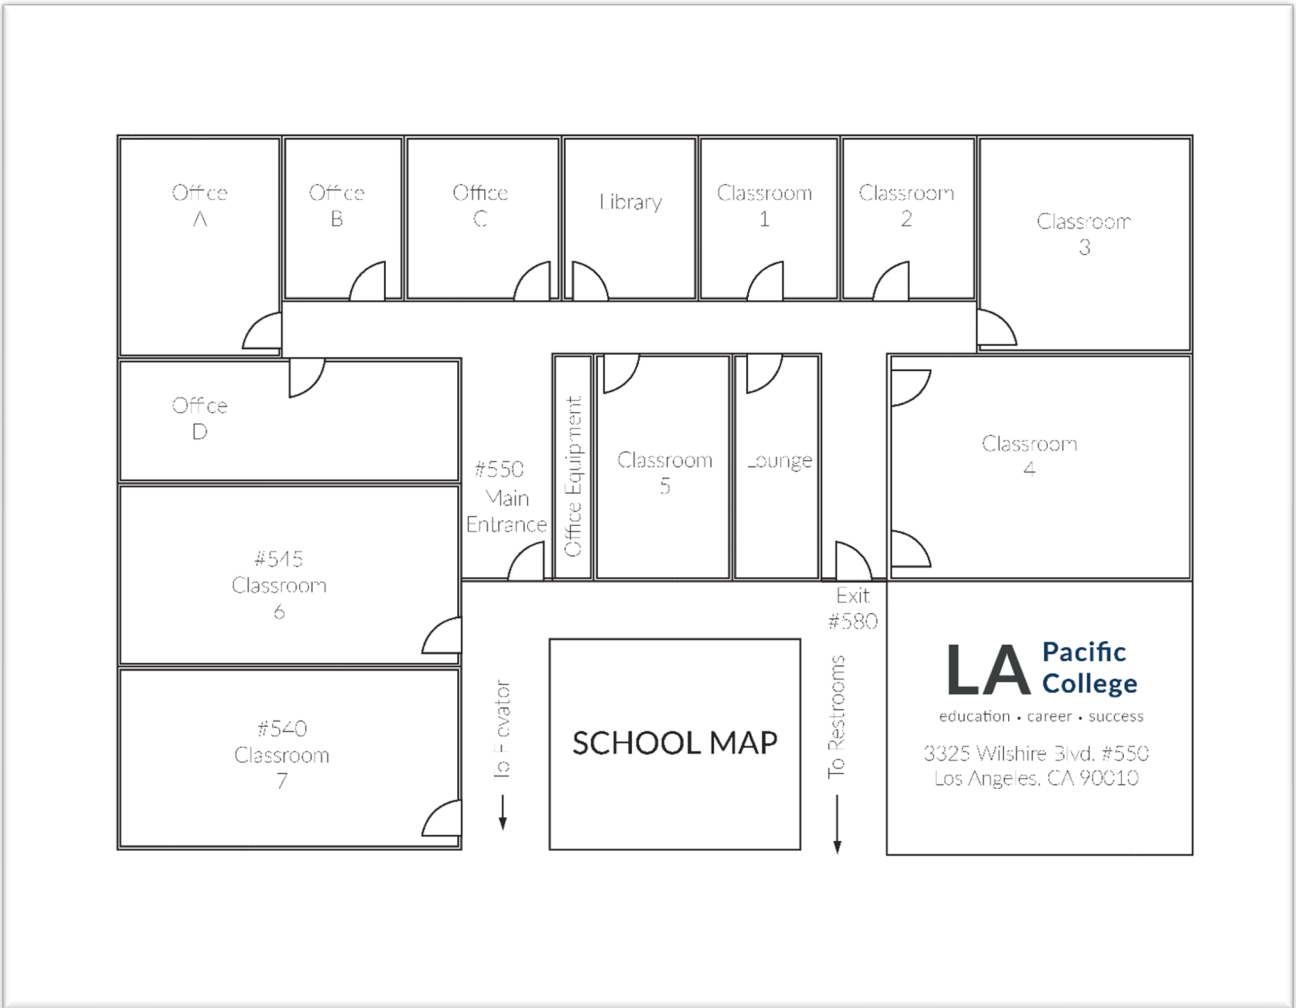 Office
A
Office
B
Office
C
Library
Classroom
1
Classroom
2
Classroom
3
Office
D
#550
Main
Entrance
Office Equipment
Classroom
5
Lounge
Classroom
4
#545
Classroom
6
Exit
#580
#540
Classroom
7
To Elevator
SCHOOL MAP
To Restrooms
LA Pacific
College
education • career • success
3325 Wilshire Blvd. #550
Los Angeles, CA 90010